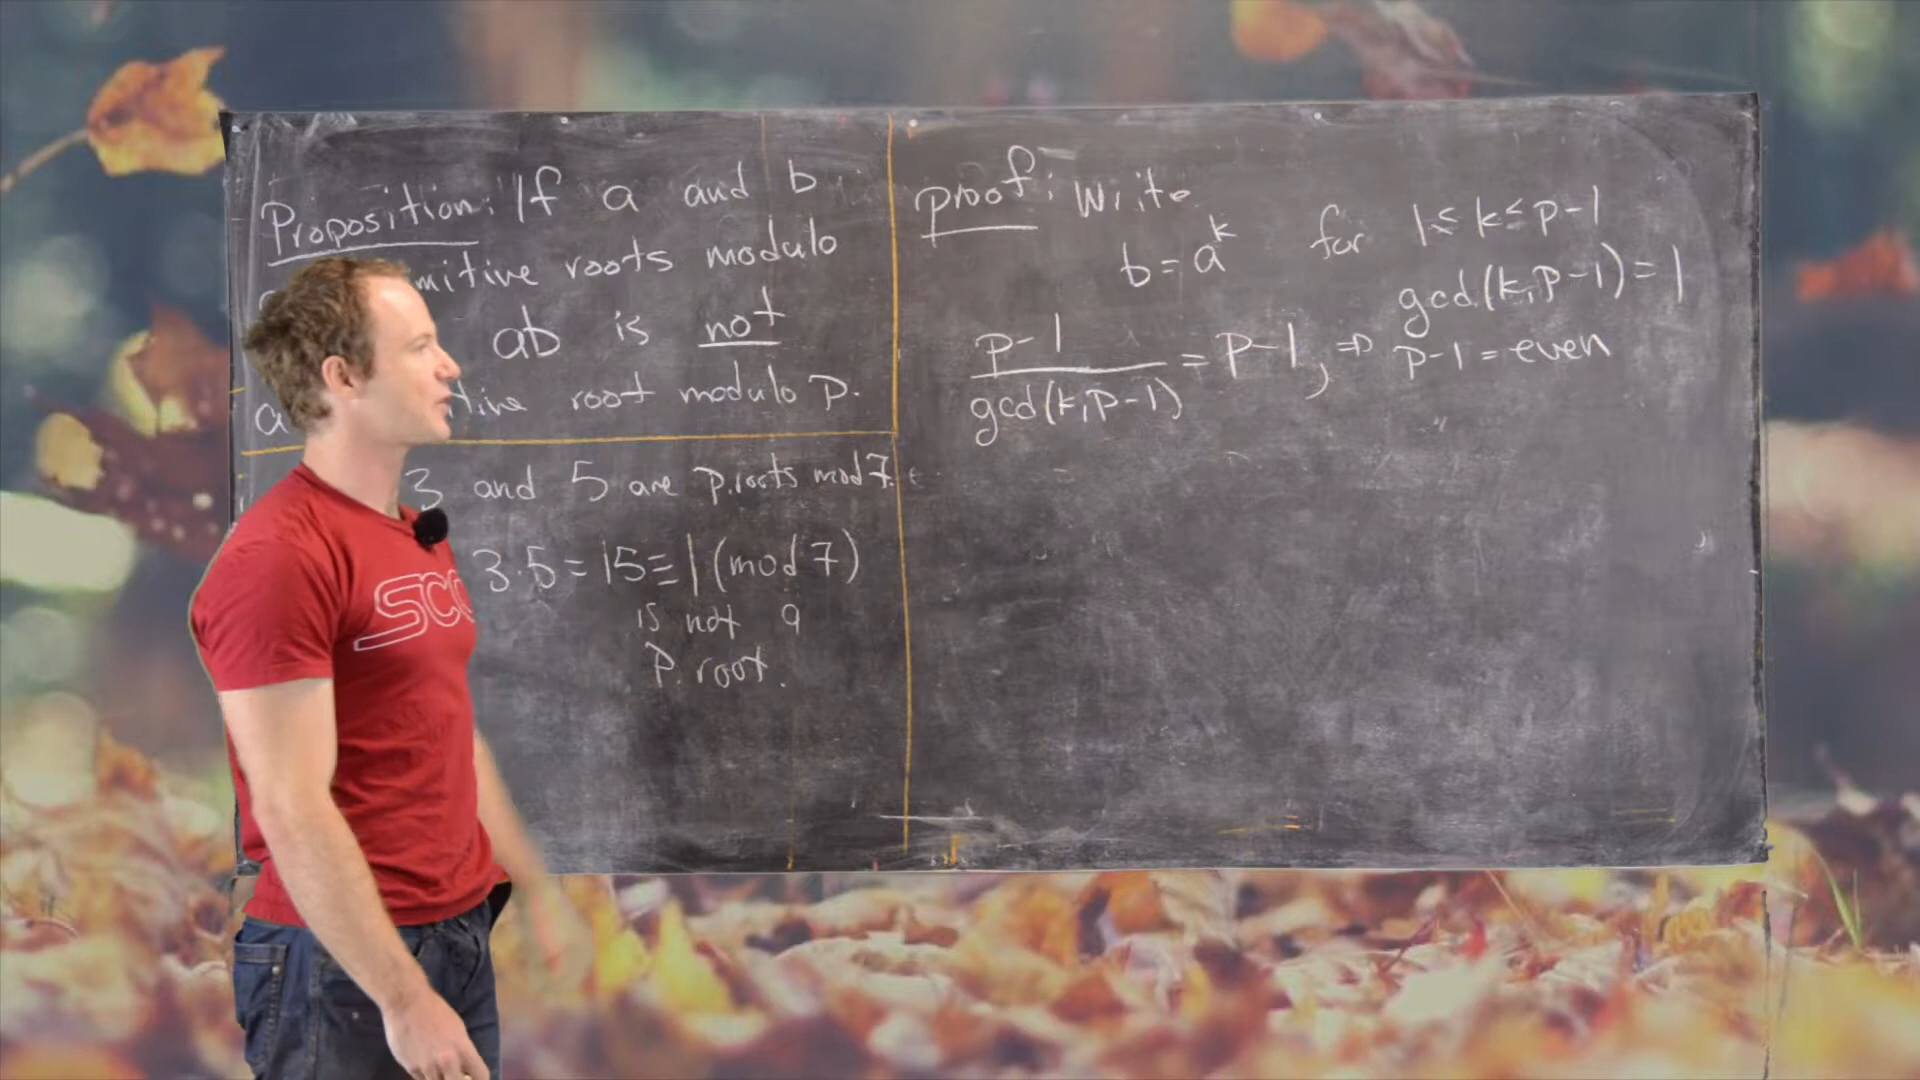 Proposition: If a and b
mitive roots modulo
ab is not
a tive root modulo P.
3 and 5 are p.roots mod 7.
3·5=15≡1(mod 7)
is not a
P. root.
proof: Write
b=a^k for 1≤k≤p-1
gcd(k,p-1)=1
p-1/gcd(k,p-1) = p-1, ⇒ p-1 = even
SCC